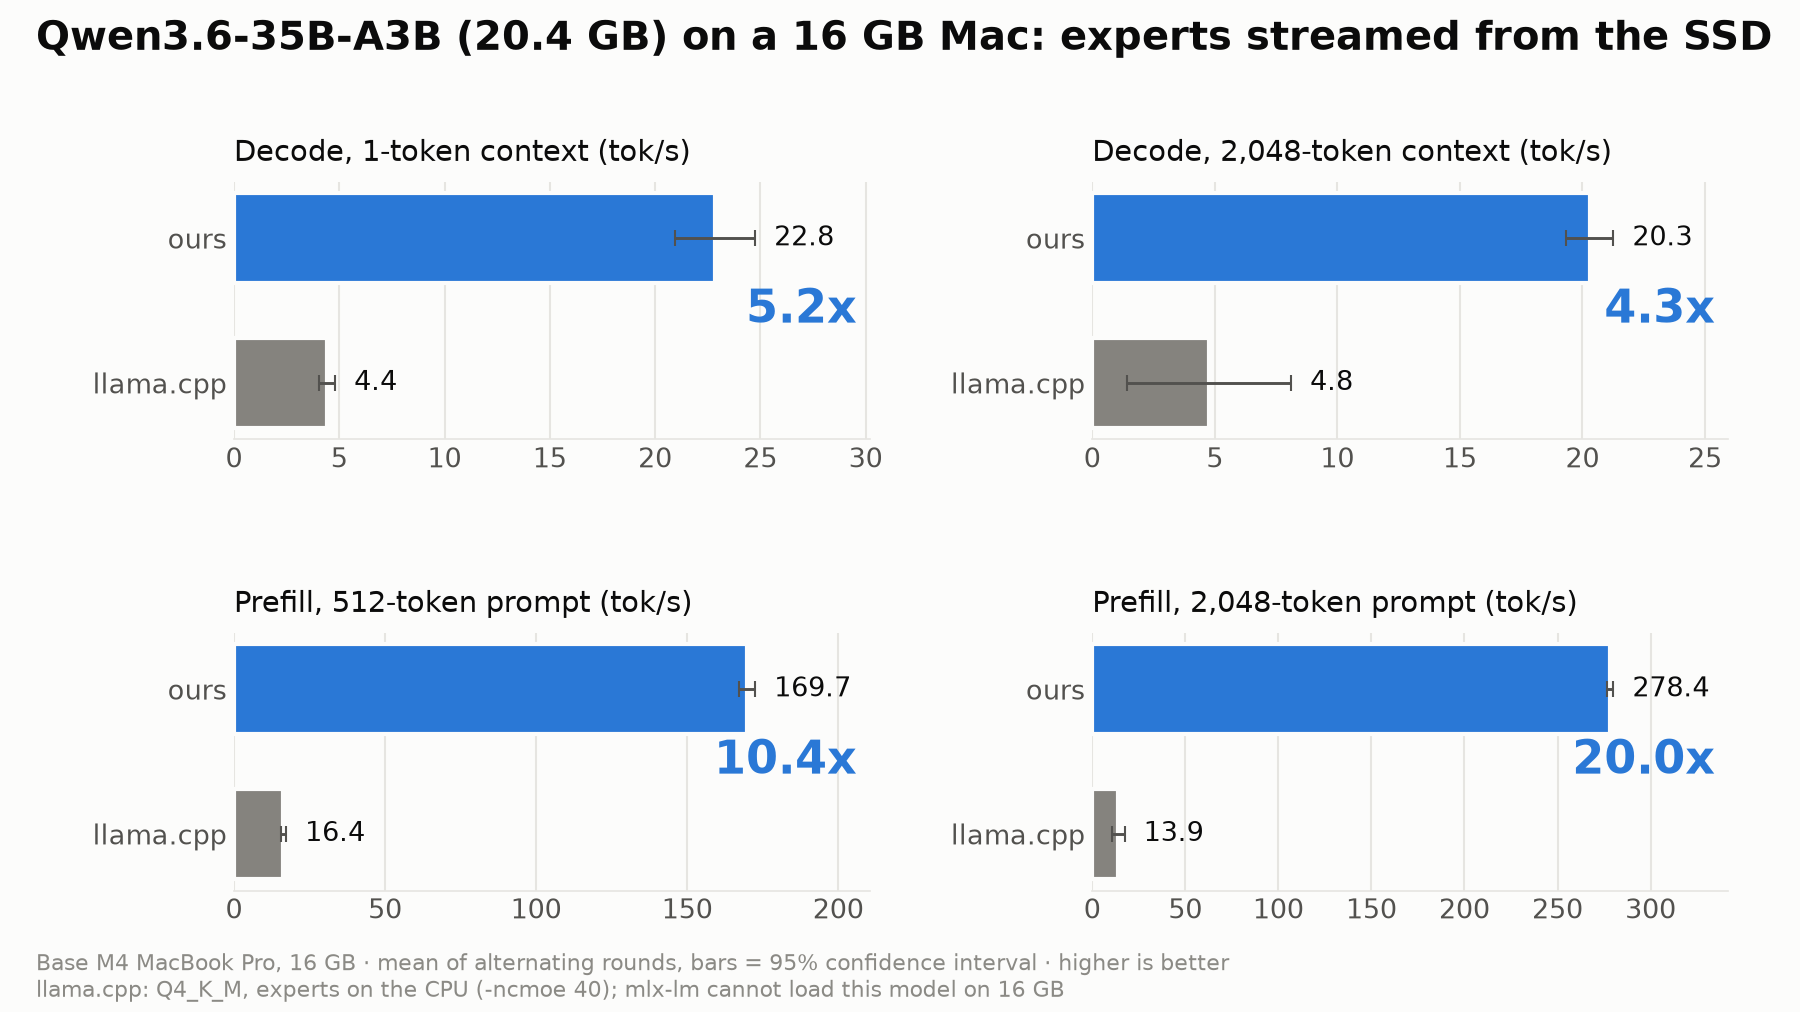 Qwen3.6-35B-A3B (20.4 GB) on a 16 GB Mac: experts streamed from the SSD
Decode, 1-token context (tok/s)
ours
22.8
5.2x
llama.cpp
4.4
0 5 10 15 20 25 30
Decode, 2,048-token context (tok/s)
ours
20.3
4.3x
llama.cpp
4.8
0 5 10 15 20 25
Prefill, 512-token prompt (tok/s)
ours
169.7
10.4x
llama.cpp
16.4
0 50 100 150 200
Prefill, 2,048-token prompt (tok/s)
ours
278.4
20.0x
llama.cpp
13.9
0 50 100 150 200 250 300
Base M4 MacBook Pro, 16 GB · mean of alternating rounds, bars = 95% confidence interval · higher is better
llama.cpp: Q4_K_M, experts on the CPU (-ncmoe 40); mlx-lm cannot load this model on 16 GB